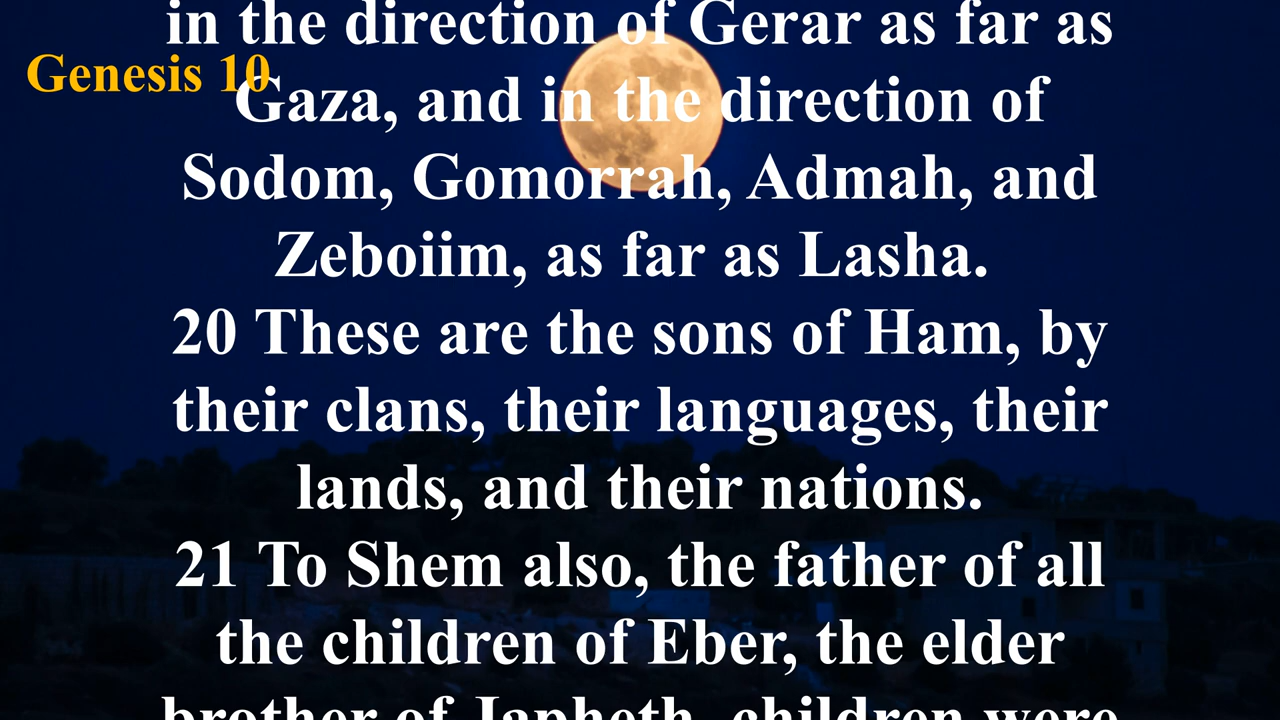 in the direction of Gerar as far as
Genesis 10
Gaza, and in the direction of
Sodom, Gomorrah, Admah, and
Zeboiim, as far as Lasha.
20 These are the sons of Ham, by
their clans, their languages, their
lands, and their nations.
21 To Shem also, the father of all
the children of Eber, the elder
brother of Japheth, children were